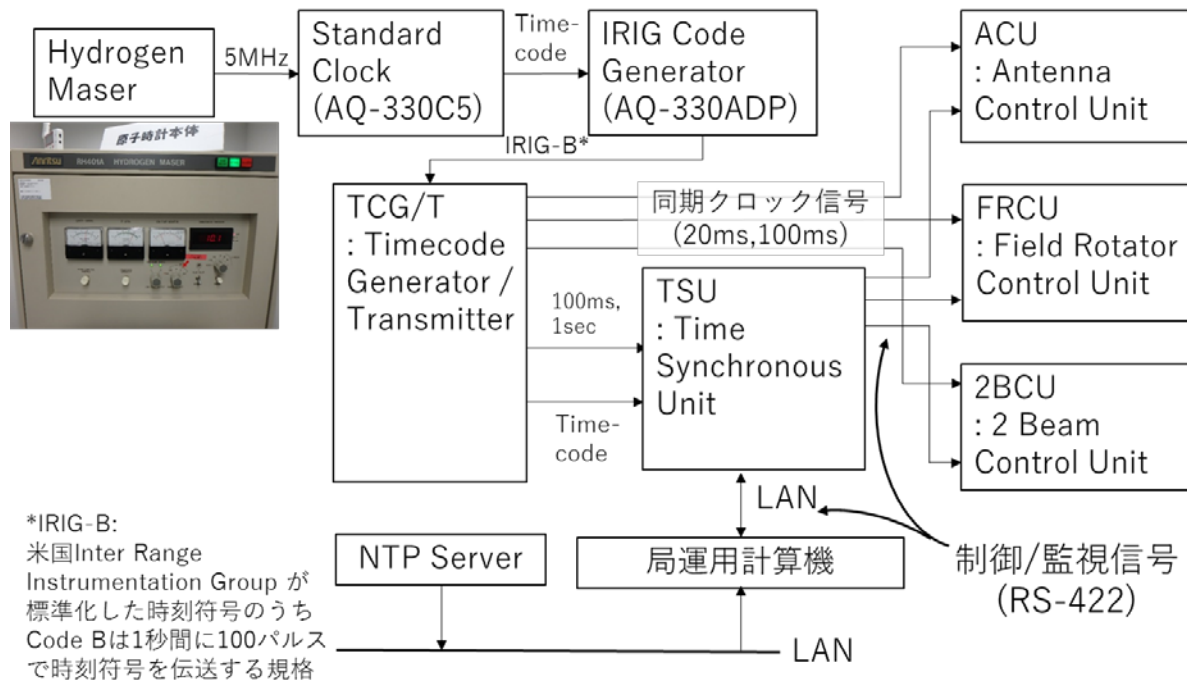 Hydrogen
Maser
5MHz
Standard
Clock
(AQ-330C5)
Time-
code
IRIG Code
Generator
(AQ-330ADP)
ACU
: Antenna
Control Unit
原子時計本体
Anritsu RH401A HYDROGEN MASER
IRIG-B*
TCG/T
: Timecode
Generator /
Transmitter
同期クロック信号
(20ms,100ms)
FRCU
: Field Rotator
Control Unit
100ms,
1sec
Time-
code
TSU
: Time
Synchronous
Unit
2BCU
: 2 Beam
Control Unit
LAN
*IRIG-B:
米国Inter Range
Instrumentation Group が
標準化した時刻符号のうち
Code Bは1秒間に100パルス
で時刻符号を伝送する規格
NTP Server
局運用計算機
制御/監視信号
(RS-422)
LAN